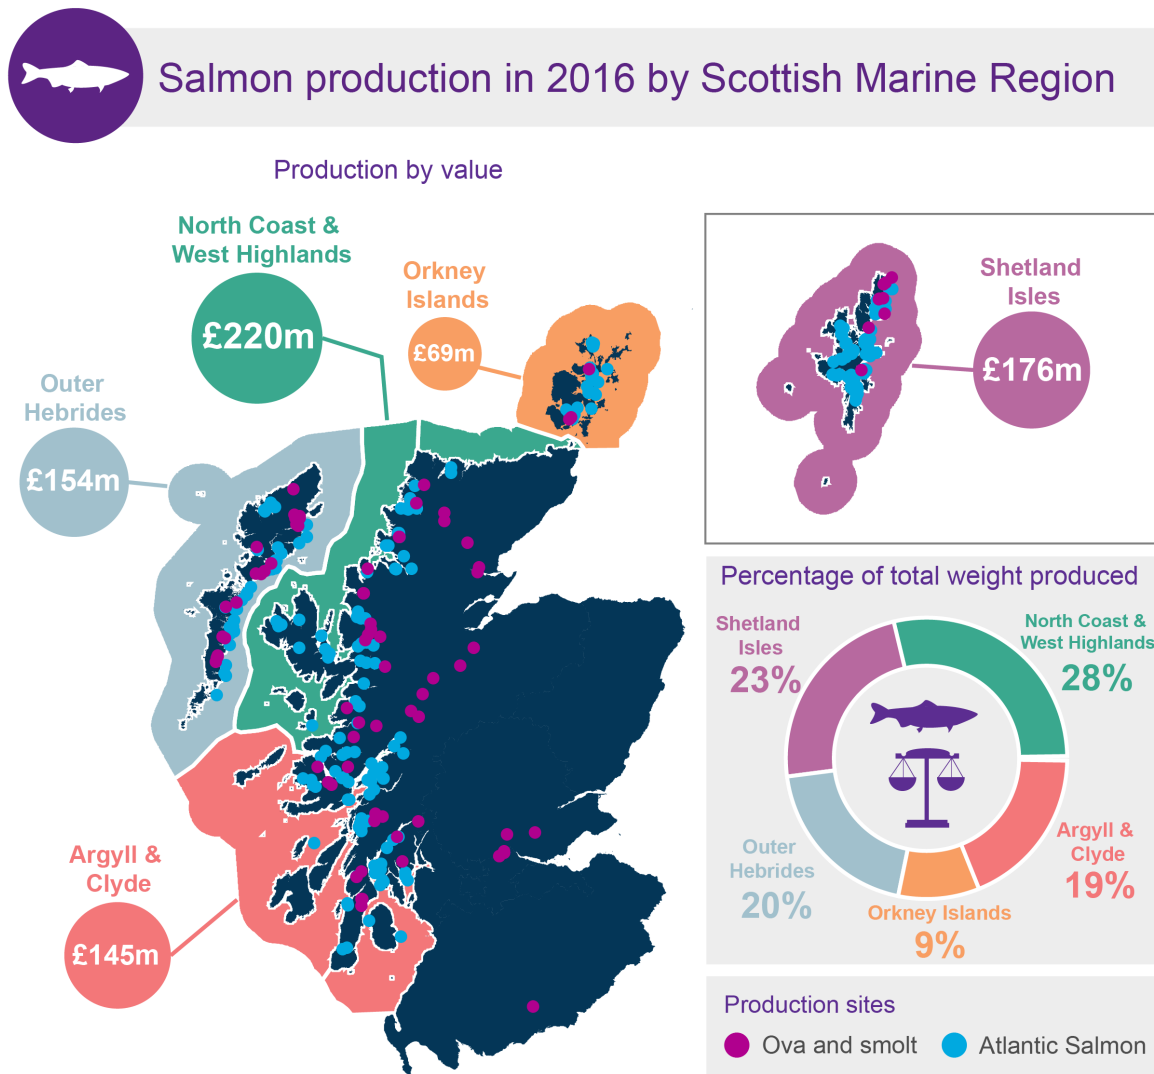 Salmon production in 2016 by Scottish Marine Region
Production by value
North Coast &
West Highlands
£220m
Orkney
Islands
£69m
Outer
Hebrides
£154m
Shetland
Isles
£176m
Argyll &
Clyde
£145m
Percentage of total weight produced
Shetland
Isles
23%
North Coast &
West Highlands
28%
Outer
Hebrides
20%
Argyll &
Clyde
19%
Orkney Islands
9%
Production sites
Ova and smolt
Atlantic Salmon